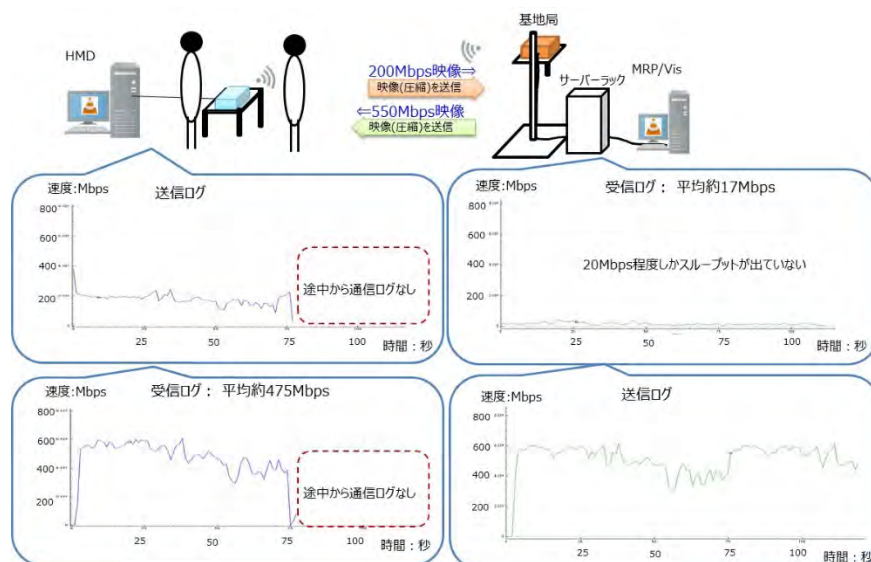 基地局
HMD
MRP/Vis
200Mbps映像⇒
映像(圧縮)を送信
サーバーラック
⇐550Mbps映像
映像(圧縮)を送信
速度:Mbps
送信ログ
800
600
400
200
途中から通信ログなし
0
25
50
75
100
時間：秒
速度:Mbps
受信ログ： 平均約17Mbps
800
600
400
200
20Mbps程度しかスループットが出ていない
0
25
50
75
100
時間：秒
速度:Mbps
受信ログ： 平均約475Mbps
800
600
400
200
途中から通信ログなし
0
25
50
75
100
時間：秒
速度:Mbps
送信ログ
800
600
400
200
0
25
50
75
100
時間：秒